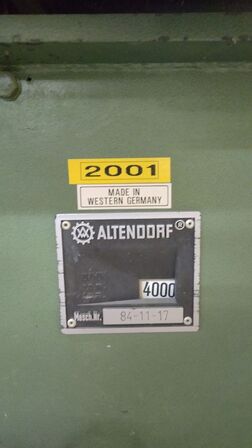 2001
MADE IN
WESTERN GERMANY
ALTENDORF®
4000
Masch.Nr. 84-11-17